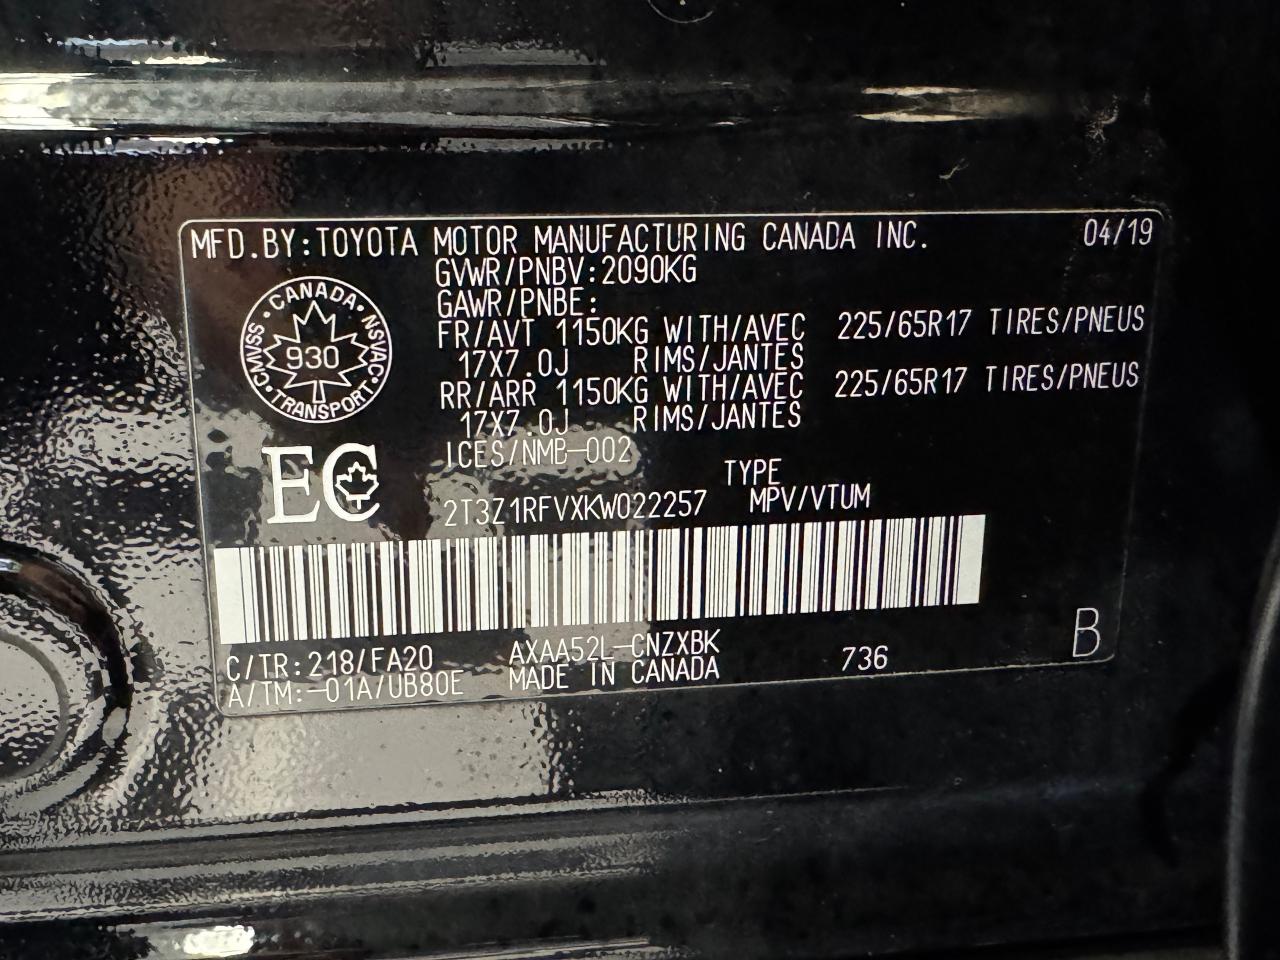 MFD.BY:TOYOTA MOTOR MANUFACTURING CANADA INC. 04/19
GVWR/PNBV:2090KG
GAWR/PNBE:
FR/AVT 1150KG WITH/AVEC 225/65R17 TIRES/PNEUS
17X7.0J RIMS/JANTES
RR/ARR 1150KG WITH/AVEC 225/65R17 TIRES/PNEUS
17X7.0J RIMS/JANTES
CANADA · NSVAC · TRANSPORT · CMVSS
930
EC
ICES/NMB-002
TYPE
2T3Z1RFVXKW022257 MPV/VTUM
C/TR:218/FA20 AXAA52L-CNZXBK 736 B
A/TM:-01A/UB80E MADE IN CANADA